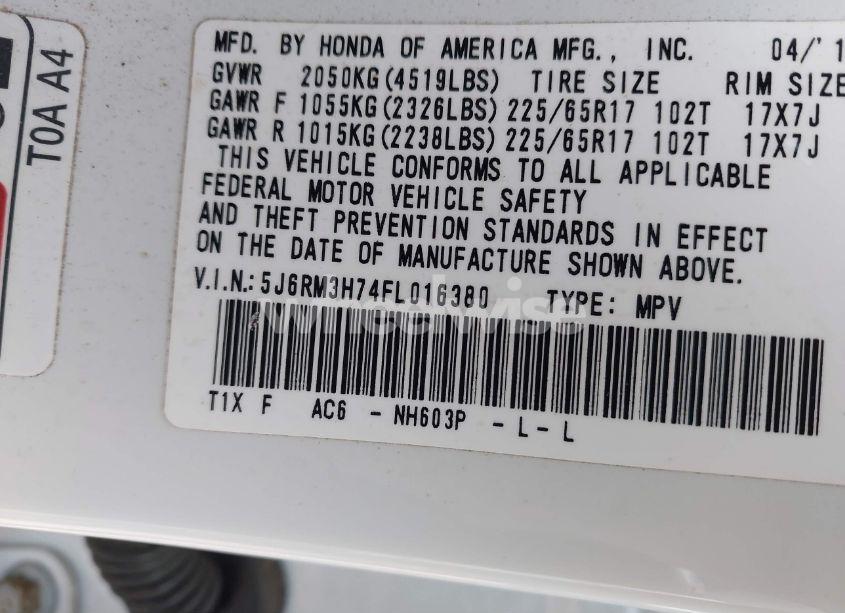 T0A A4
MFD. BY HONDA OF AMERICA MFG., INC. 04/'1
GVWR 2050KG(4519LBS) TIRE SIZE RIM SIZE
GAWR F 1055KG(2326LBS) 225/65R17 102T 17X7J
GAWR R 1015KG(2238LBS) 225/65R17 102T 17X7J
THIS VEHICLE CONFORMS TO ALL APPLICABLE
FEDERAL MOTOR VEHICLE SAFETY
AND THEFT PREVENTION STANDARDS IN EFFECT
ON THE DATE OF MANUFACTURE SHOWN ABOVE.
V.I.N.: 5J6RM3H74FL016380 TYPE: MPV
wheelwise
T1X F AC6 - NH603P - L - L